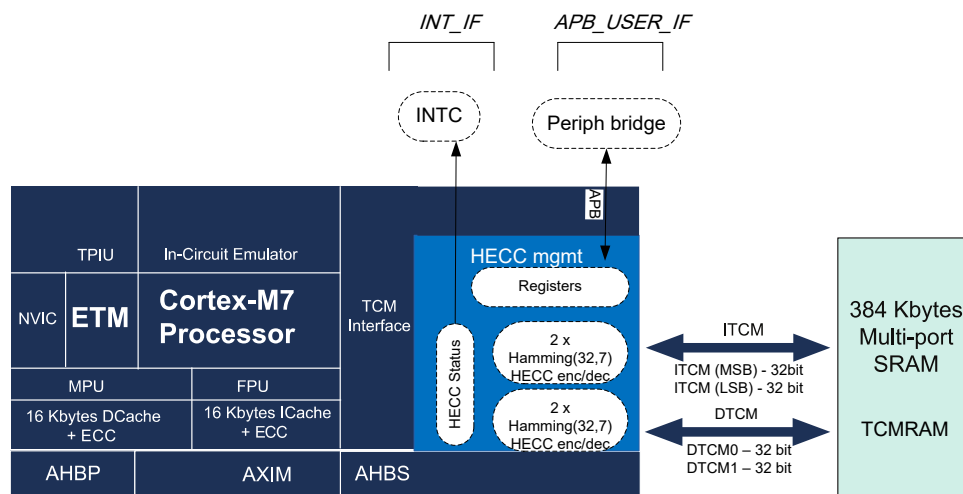 INT_IF
APB_USER_IF
INTC
Periph bridge
APB
TPIU
In-Circuit Emulator
HECC mgmt
Registers
NVIC
ETM
Cortex-M7
Processor
TCM
Interface
HECC Status
2 x
Hamming(32,7)
HECC enc/dec
2 x
Hamming(32,7)
HECC enc/dec
MPU
FPU
16 Kbytes DCache
+ ECC
16 Kbytes ICache
+ ECC
AHBP
AXIM
AHBS
ITCM
ITCM (MSB) - 32bit
ITCM (LSB) - 32 bit
DTCM
DTCM0 – 32 bit
DTCM1 – 32 bit
384 Kbytes
Multi-port
SRAM
TCMRAM